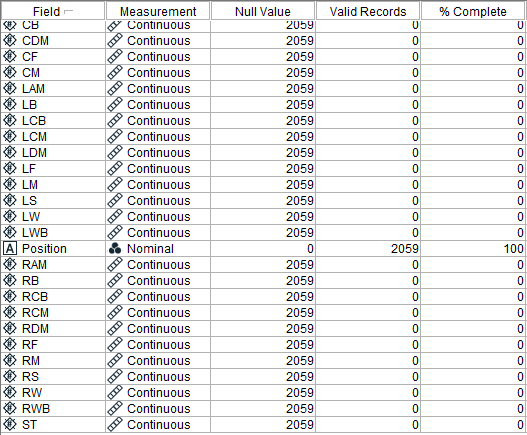 Field Measurement Null Value Valid Records % Complete
CB Continuous 2059 0 0
CDM Continuous 2059 0 0
CF Continuous 2059 0 0
CM Continuous 2059 0 0
LAM Continuous 2059 0 0
LB Continuous 2059 0 0
LCB Continuous 2059 0 0
LCM Continuous 2059 0 0
LDM Continuous 2059 0 0
LF Continuous 2059 0 0
LM Continuous 2059 0 0
LS Continuous 2059 0 0
LW Continuous 2059 0 0
LWB Continuous 2059 0 0
A Position Nominal 0 2059 100
RAM Continuous 2059 0 0
RB Continuous 2059 0 0
RCB Continuous 2059 0 0
RCM Continuous 2059 0 0
RDM Continuous 2059 0 0
RF Continuous 2059 0 0
RM Continuous 2059 0 0
RS Continuous 2059 0 0
RW Continuous 2059 0 0
RWB Continuous 2059 0 0
ST Continuous 2059 0 0